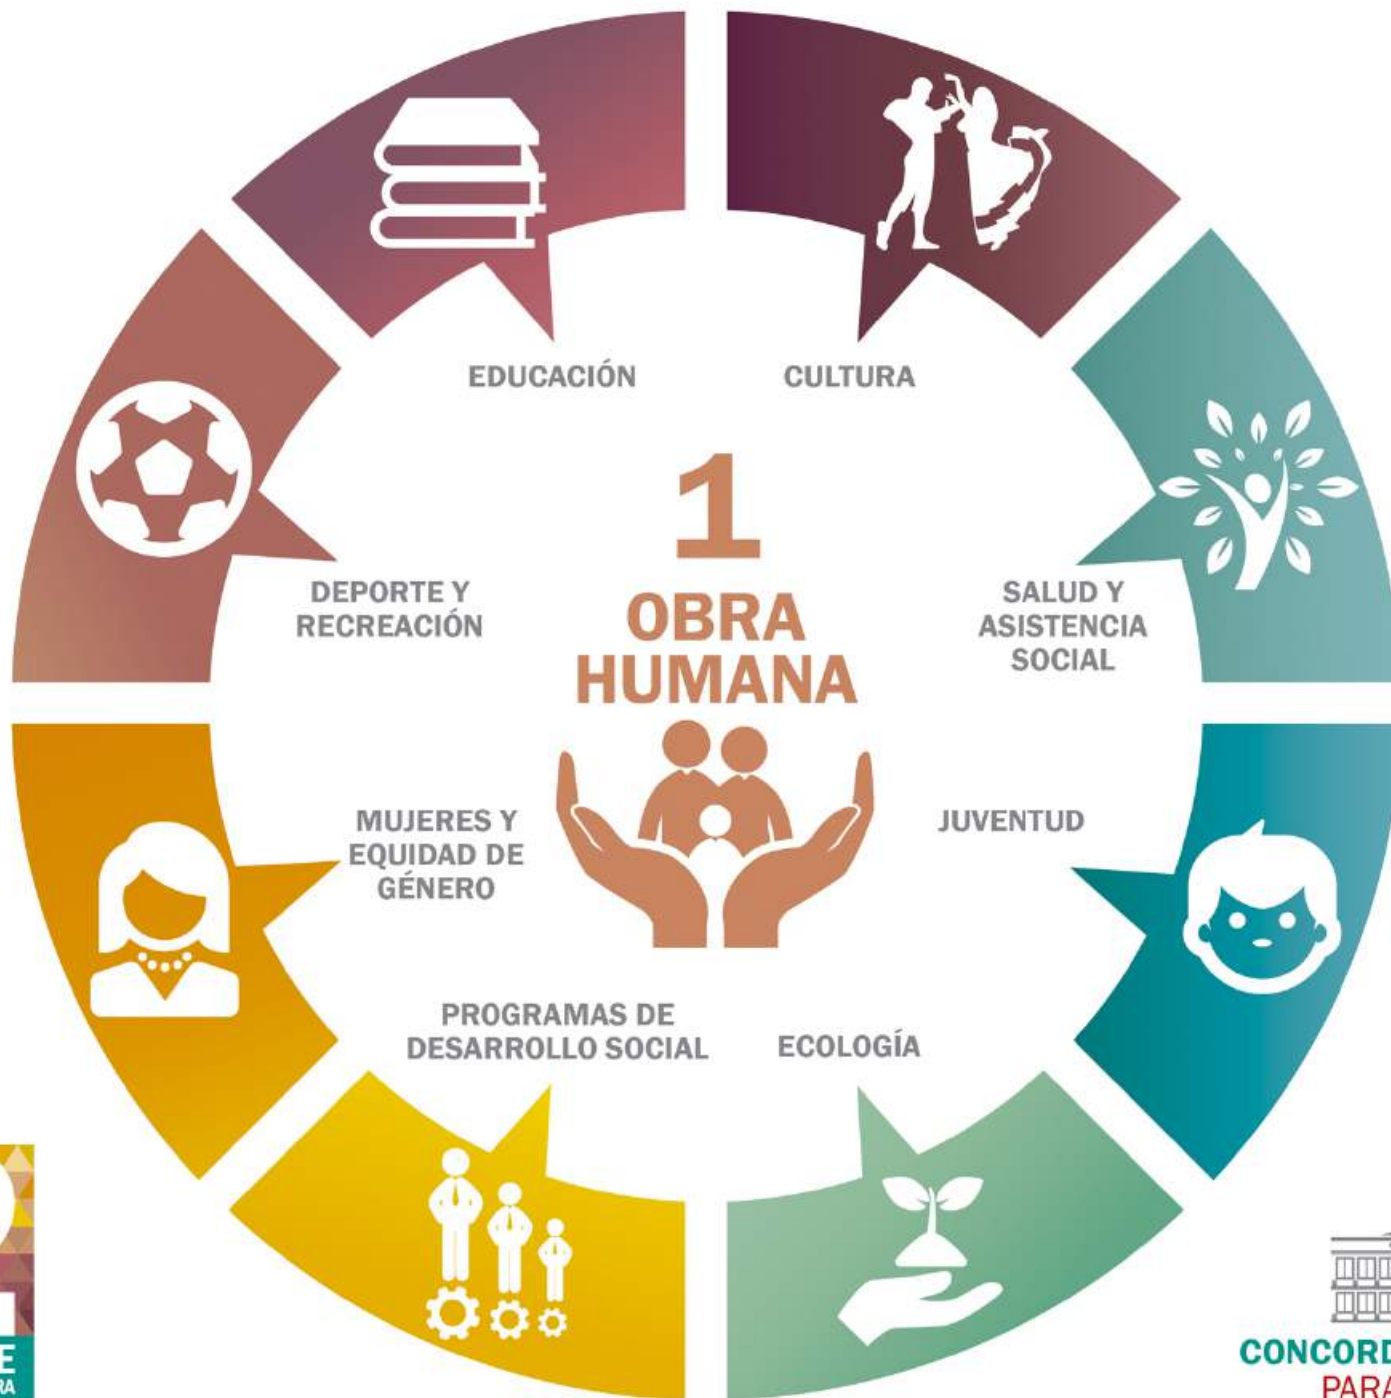 EDUCACIÓN
CULTURA
1
OBRA
HUMANA
DEPORTE Y
RECREACIÓN
SALUD Y
ASISTENCIA
SOCIAL
MUJERES Y
EQUIDAD DE
GÉNERO
JUVENTUD
PROGRAMAS DE
DESARROLLO SOCIAL
ECOLOGÍA
PARA